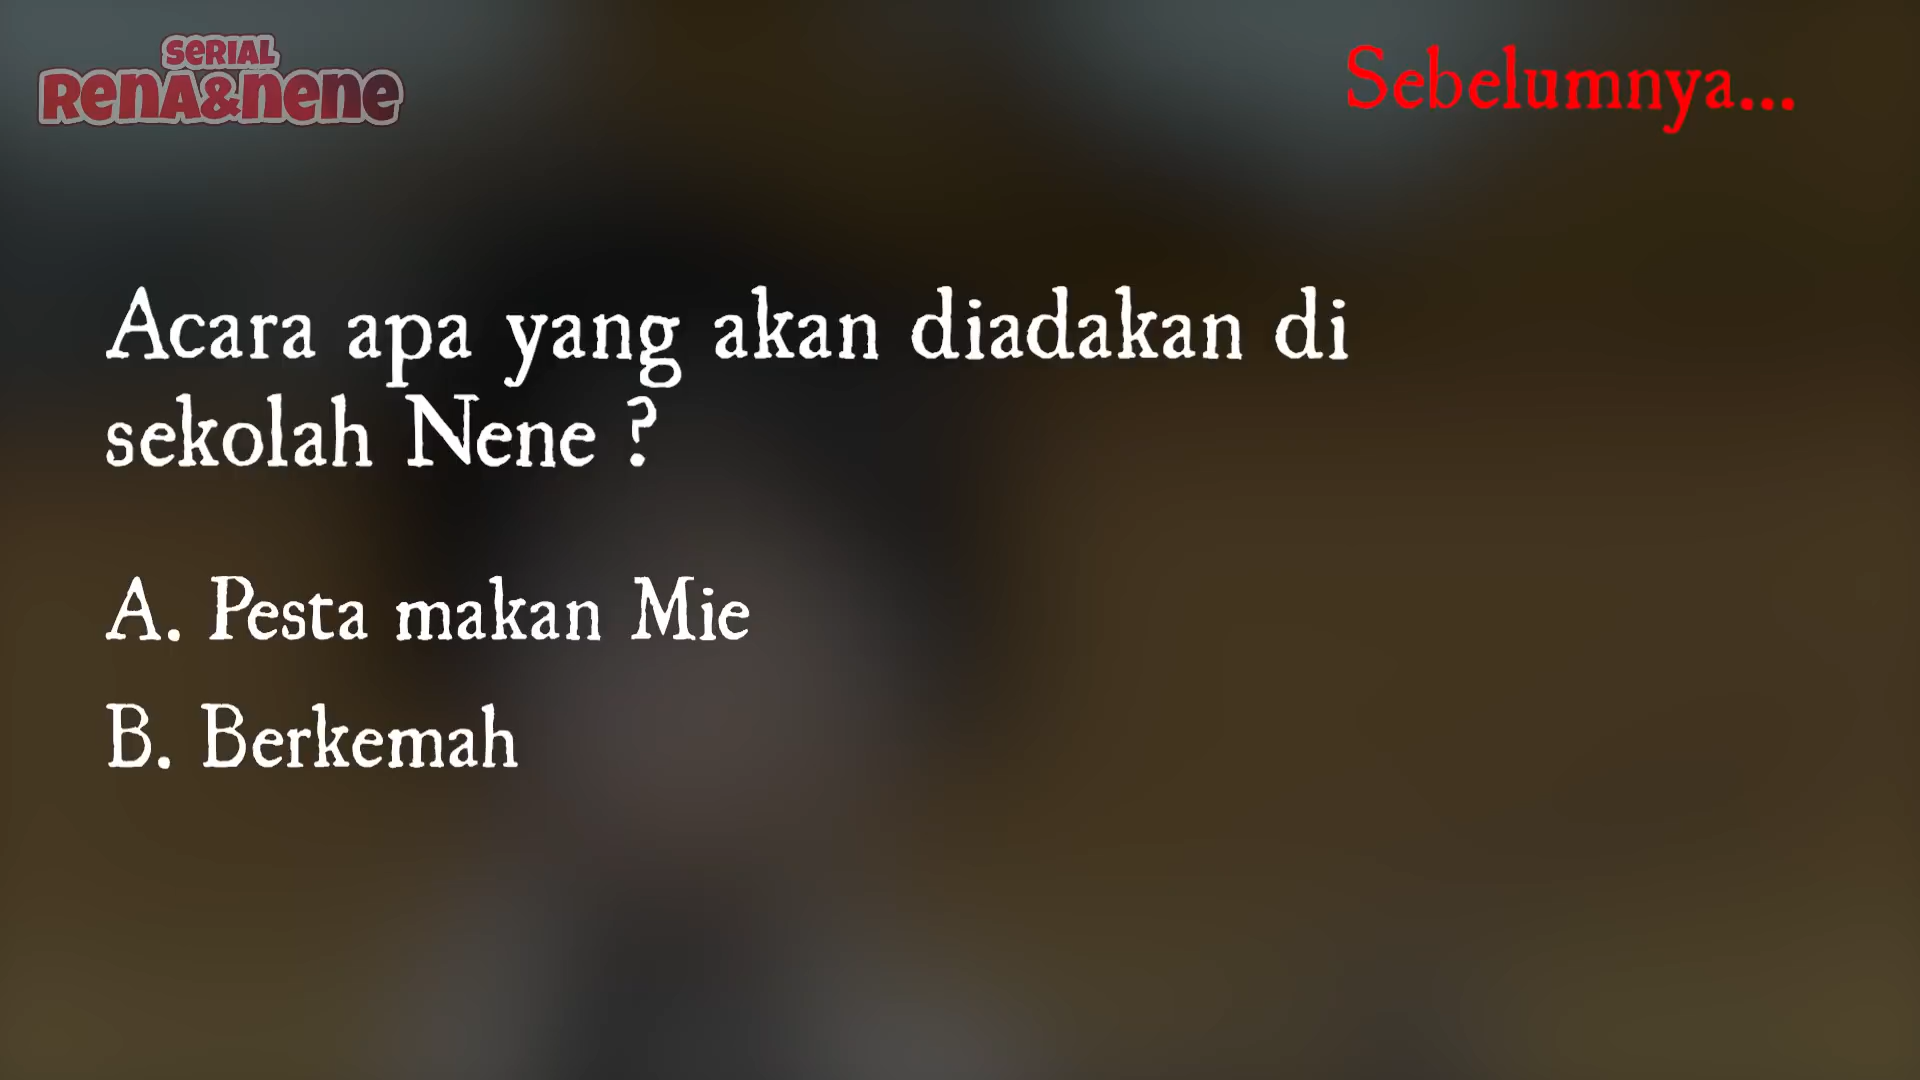 SERIAL
RENA&NENE
Sebelumnya...
Acara apa yang akan diadakan di
sekolah Nene ?
A. Pesta makan Mie
B. Berkemah